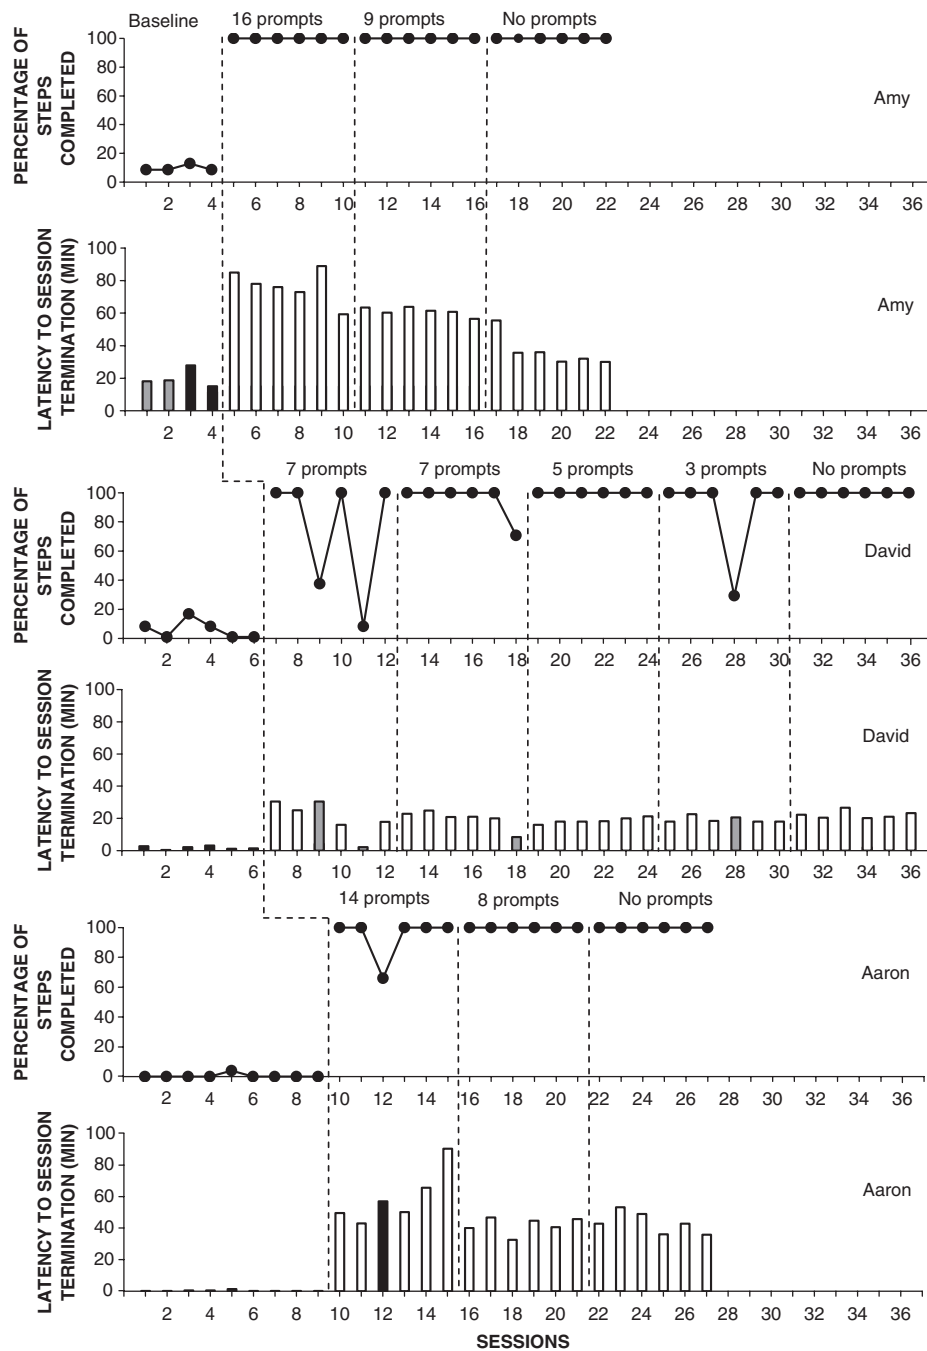 Baseline 16 prompts 9 prompts No prompts
PERCENTAGE OF
STEPS
COMPLETED
100
80
60
40
20
0
Amy
2 4 6 8 10 12 14 16 18 20 22 24 26 28 30 32 34 36
LATENCY TO SESSION
TERMINATION (MIN)
100
80
60
40
20
0
Amy
2 4 6 8 10 12 14 16 18 20 22 24 26 28 30 32 34 36
7 prompts 7 prompts 5 prompts 3 prompts No prompts
PERCENTAGE OF
STEPS
COMPLETED
100
80
60
40
20
0
David
2 4 6 8 10 12 14 16 18 20 22 24 26 28 30 32 34 36
LATENCY TO SESSION
TERMINATION (MIN)
100
80
60
40
20
0
David
2 4 6 8 10 12 14 16 18 20 22 24 26 28 30 32 34 36
14 prompts 8 prompts No prompts
PERCENTAGE OF
STEPS
COMPLETED
100
80
60
40
20
0
Aaron
2 4 6 8 10 12 14 16 18 20 22 24 26 28 30 32 34 36
LATENCY TO SESSION
TERMINATION (MIN)
100
80
60
40
20
0
Aaron
2 4 6 8 10 12 14 16 18 20 22 24 26 28 30 32 34 36
SESSIONS